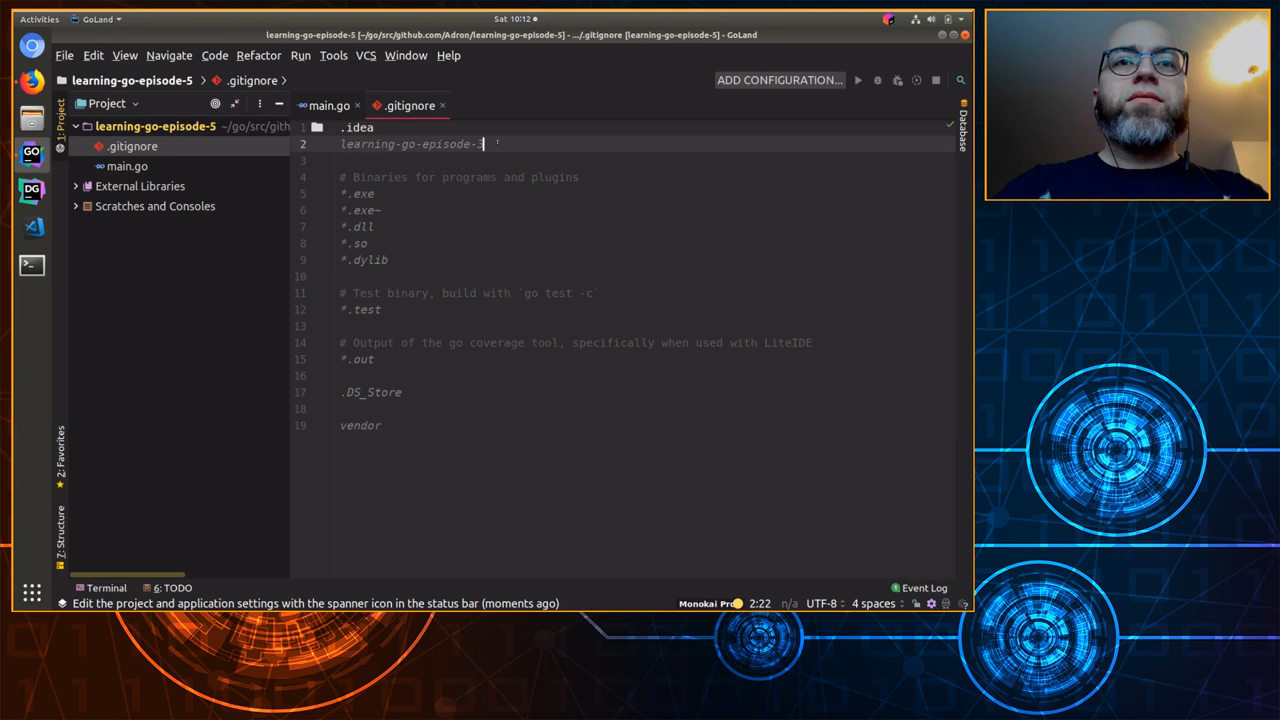 Activities
GoLand
Sat 10:12
learning-go-episode-5 [~/go/src/github.com/Adron/learning-go-episode-5] – .../.gitignore [learning-go-episode-5] - GoLand
File Edit View Navigate Code Refactor Run Tools VCS Window Help
learning-go-episode-5 .gitignore
ADD CONFIGURATION...
Project
main.go
.gitignore
1: Project
learning-go-episode-5 ~/go/src/gith
.gitignore
main.go
External Libraries
Scratches and Consoles
1 .idea
2 learning-go-episode-3
3
4 # Binaries for programs and plugins
5 *.exe
6 *.exe~
7 *.dll
8 *.so
9 *.dylib
10
11 # Test binary, build with `go test -c`
12 *.test
13
14 # Output of the go coverage tool, specifically when used with LiteIDE
15 *.out
16
17 .DS_Store
18
19 vendor
Database
2: Favorites
7: Structure
GO
DG
Terminal
6: TODO
Event Log
Edit the project and application settings with the spanner icon in the status bar (moments ago)
Monokai Pro
2:22 n/a UTF-8 4 spaces